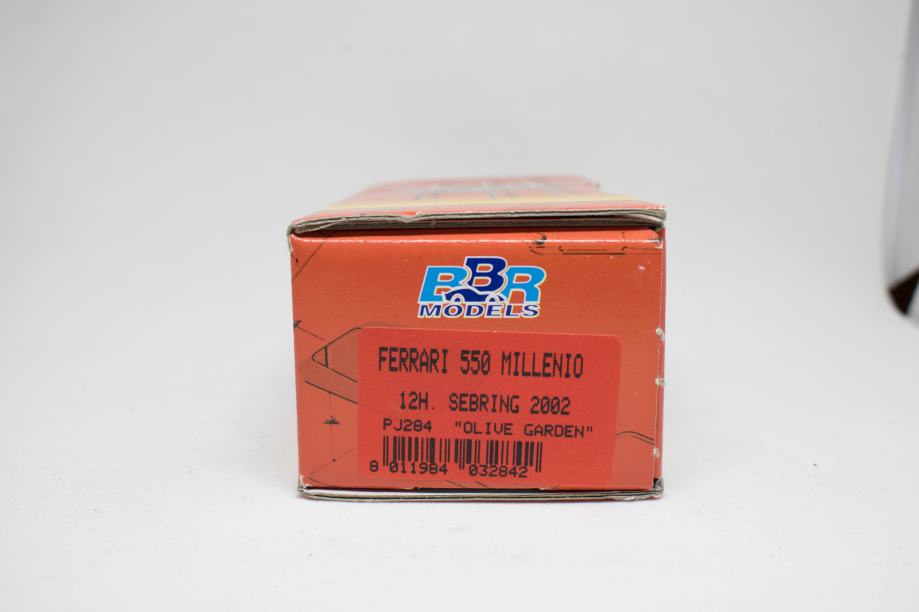 BBR
MODELS
FERRARI 550 MILLENIO
12H. SEBRING 2002
PJ284 "OLIVE GARDEN"
8 011984 032842